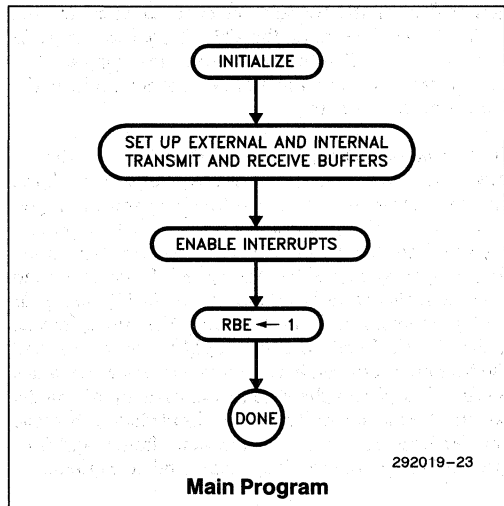 INITIALIZE
SET UP EXTERNAL AND INTERNAL
TRANSMIT AND RECEIVE BUFFERS
ENABLE INTERRUPTS
RBE ← 1
DONE
292019-23
Main Program